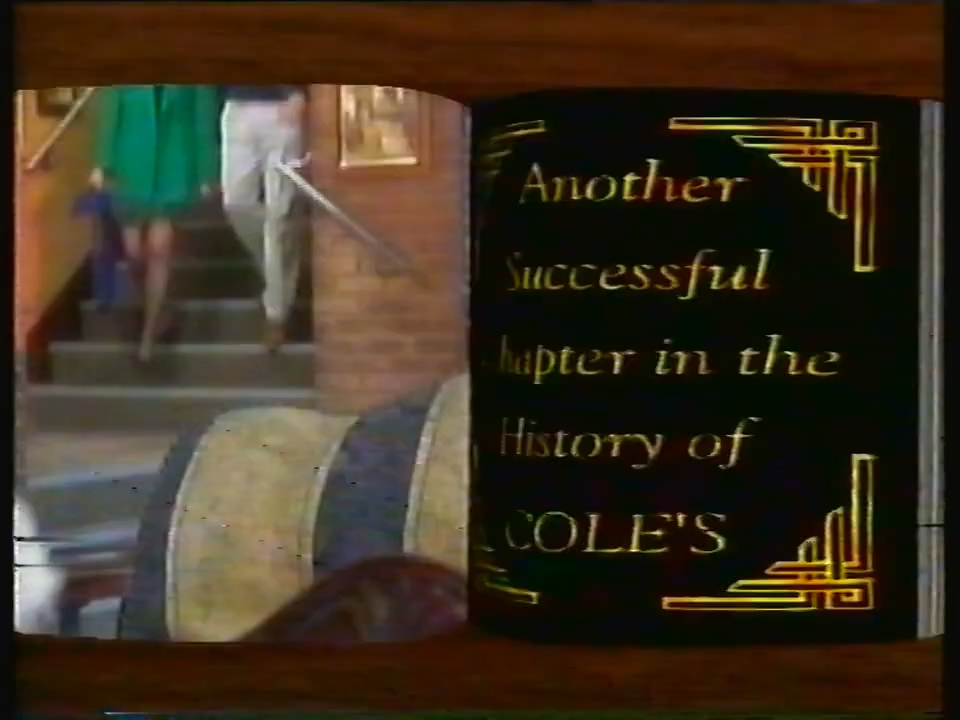 Another
Successful
hapter in the
History of
COLE'S